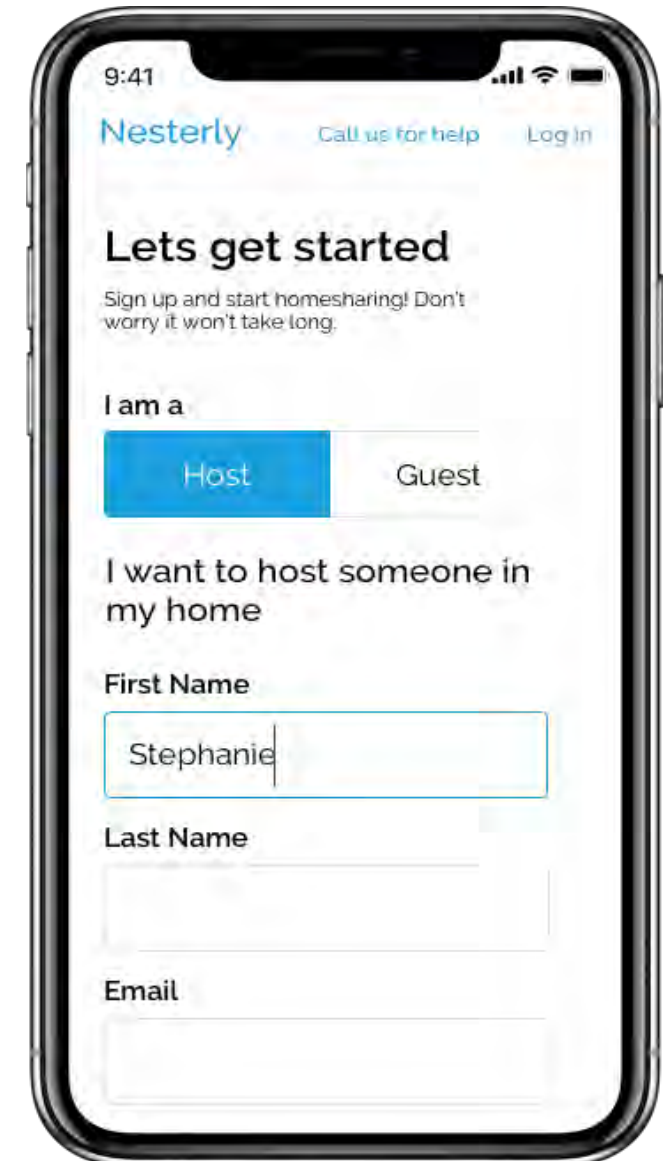 9:41
Nesterly Call us for help Log In
Lets get started
Sign up and start homesharing! Don't
worry it won't take long.
I am a
Host Guest
I want to host someone in
my home
First Name
Stephanie
Last Name
Email